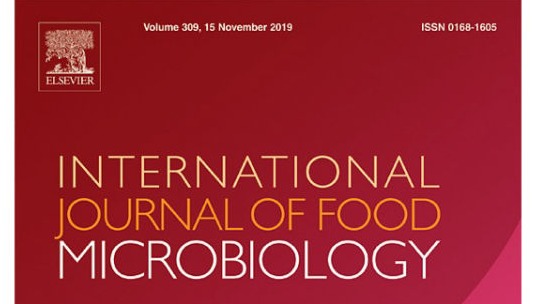 Volume 309, 15 November 2019
ISSN 0168-1605
ELSEVIER
INTERNATIONAL
JOURNAL OF FOOD
MICROBIOLOGY